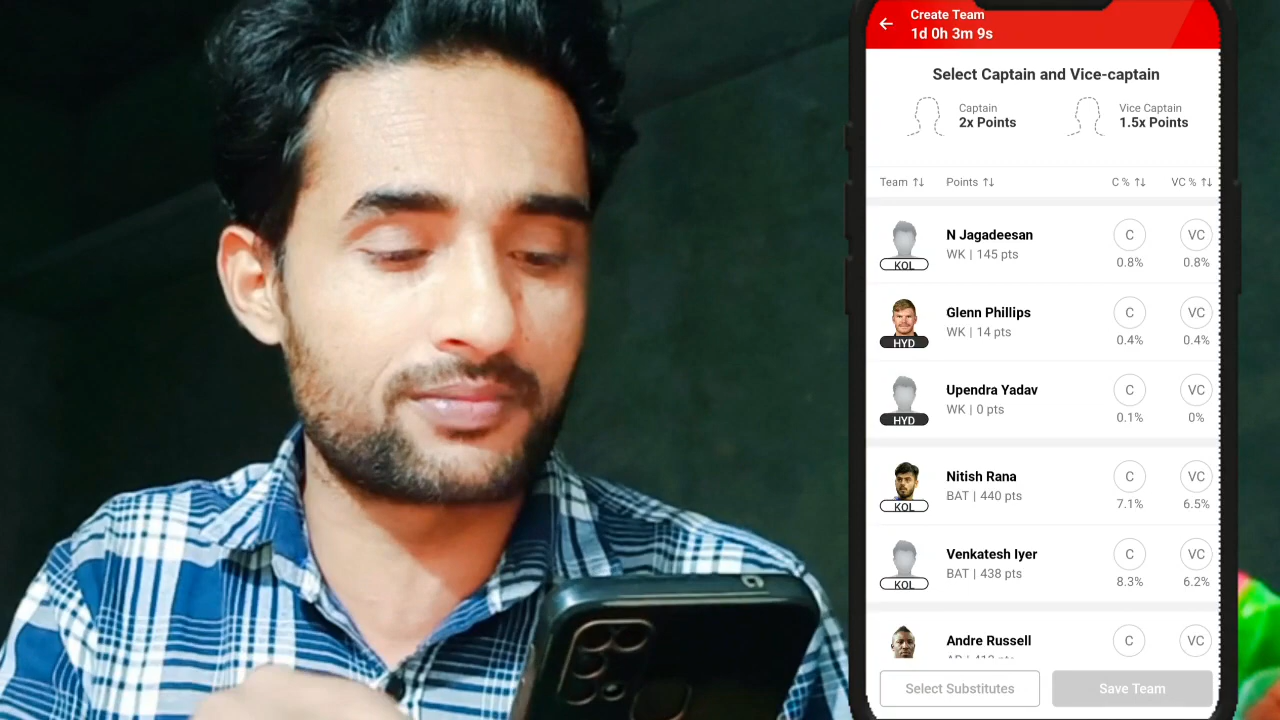 Create Team
1d 0h 3m 9s
Select Captain and Vice-captain
Captain
2x Points
Vice Captain
1.5x Points
Team ↑↓ Points ↑↓ C % ↑↓ VC % ↑↓
N Jagadeesan C VC
WK | 145 pts 0.8% 0.8%
KOL
Glenn Phillips C VC
WK | 14 pts 0.4% 0.4%
HYD
Upendra Yadav C VC
WK | 0 pts 0.1% 0%
HYD
Nitish Rana C VC
BAT | 440 pts 7.1% 6.5%
KOL
Venkatesh Iyer C VC
BAT | 438 pts 8.3% 6.2%
KOL
Andre Russell C VC
Select Substitutes Save Team